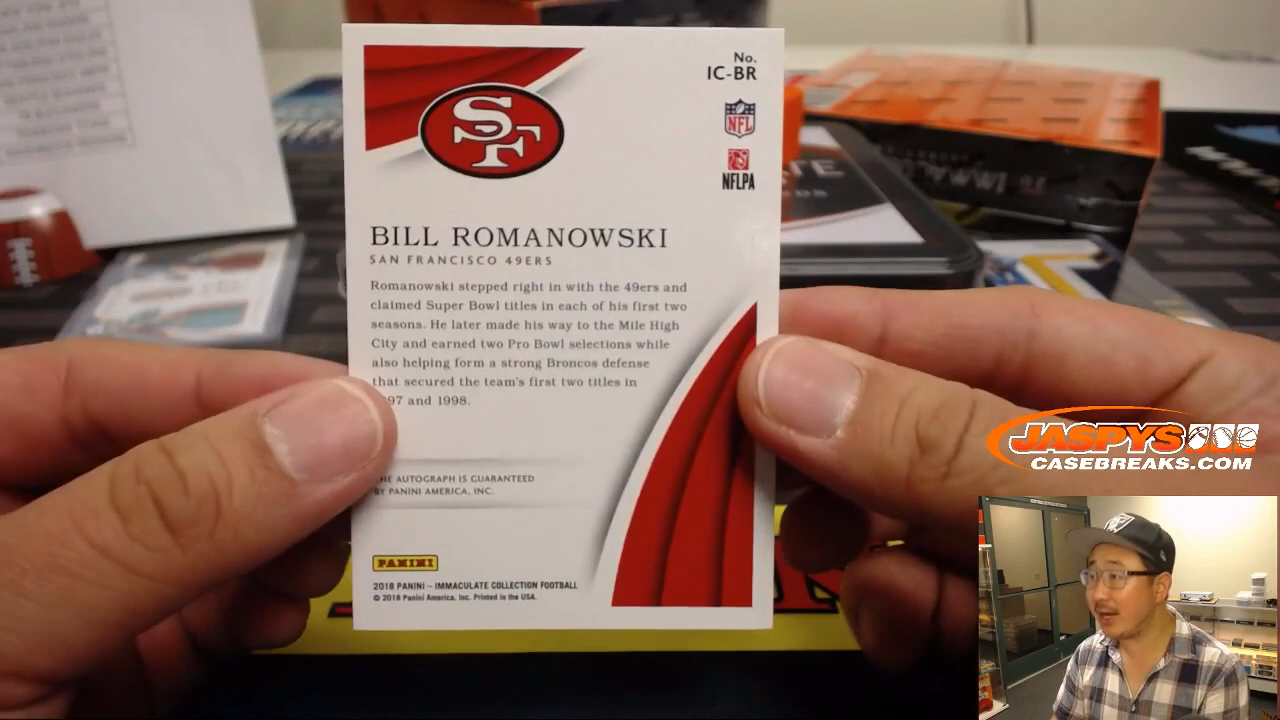 No.
IC-BR
NFL
NFLPA
SF
BILL ROMANOWSKI
SAN FRANCISCO 49ERS
Romanowski stepped right in with the 49ers and
claimed Super Bowl titles in each of his first two
seasons. He later made his way to the Mile High
City and earned two Pro Bowl selections while
also helping form a strong Broncos defense
that secured the team's first two titles in
97 and 1998.
HE AUTOGRAPH IS GUARANTEED
BY PANINI AMERICA, INC.
PANINI
2018 PANINI – IMMACULATE COLLECTION FOOTBALL
© 2018 Panini America, Inc. Printed in the USA.
JASPYS
CASEBREAKS.COM